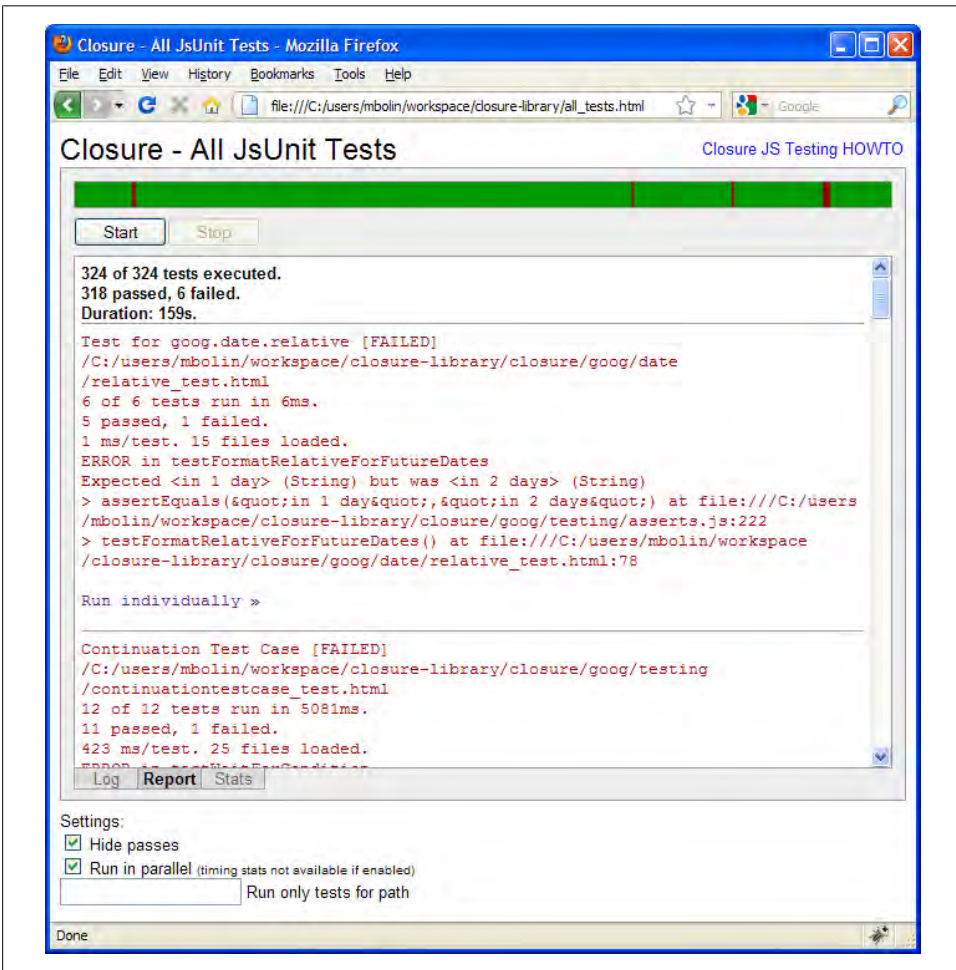 Closure - All JsUnit Tests - Mozilla Firefox
File Edit View History Bookmarks Tools Help
file:///C:/users/mbolin/workspace/closure-library/all_tests.html
Google
Closure - All JsUnit Tests
Closure JS Testing HOWTO
Start Stop
324 of 324 tests executed.
318 passed, 6 failed.
Duration: 159s.
Test for goog.date.relative [FAILED]
/C:/users/mbolin/workspace/closure-library/closure/goog/date
/relative_test.html
6 of 6 tests run in 6ms.
5 passed, 1 failed.
1 ms/test. 15 files loaded.
ERROR in testFormatRelativeForFutureDates
Expected <in 1 day> (String) but was <in 2 days> (String)
> assertEquals(&quot;in 1 day&quot;,&quot;in 2 days&quot;) at file:///C:/users
/mbolin/workspace/closure-library/closure/goog/testing/asserts.js:222
> testFormatRelativeForFutureDates() at file:///C:/users/mbolin/workspace
/closure-library/closure/goog/date/relative_test.html:78
Run individually »
Continuation Test Case [FAILED]
/C:/users/mbolin/workspace/closure-library/closure/goog/testing
/continuationtestcase_test.html
12 of 12 tests run in 5081ms.
11 passed, 1 failed.
423 ms/test. 25 files loaded.
ERROR in testWaitForCondition
Log Report Stats
Settings:
Hide passes
Run in parallel (timing stats not available if enabled)
Run only tests for path
Done